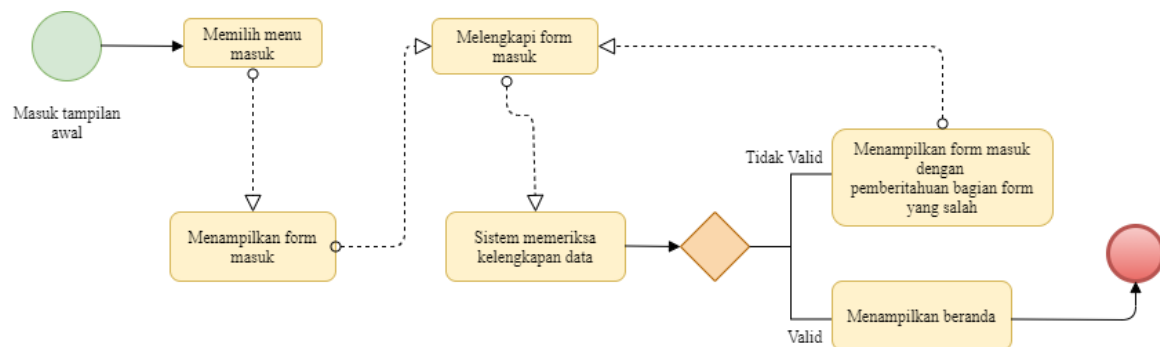 Masuk tampilan
awal
Memilih menu
masuk
Menampilkan form
masuk
Melengkapi form
masuk
Sistem memeriksa
kelengkapan data
Tidak Valid
Menampilkan form masuk
dengan
pemberitahuan bagian form
yang salah
Valid
Menampilkan beranda